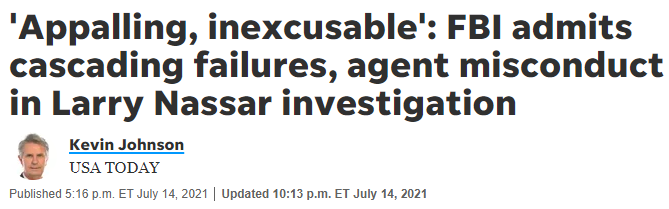 'Appalling, inexcusable': FBI admits
cascading failures, agent misconduct
in Larry Nassar investigation
Kevin Johnson
USA TODAY
Published 5:16 p.m. ET July 14, 2021 | Updated 10:13 p.m. ET July 14, 2021